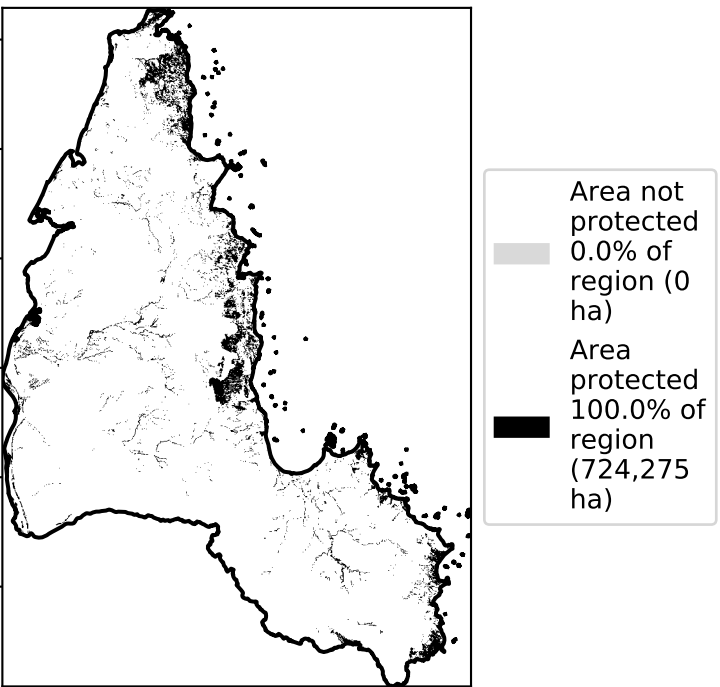 Area not
protected
0.0% of
region (0
ha)
Area
protected
100.0% of
region
(724,275
ha)